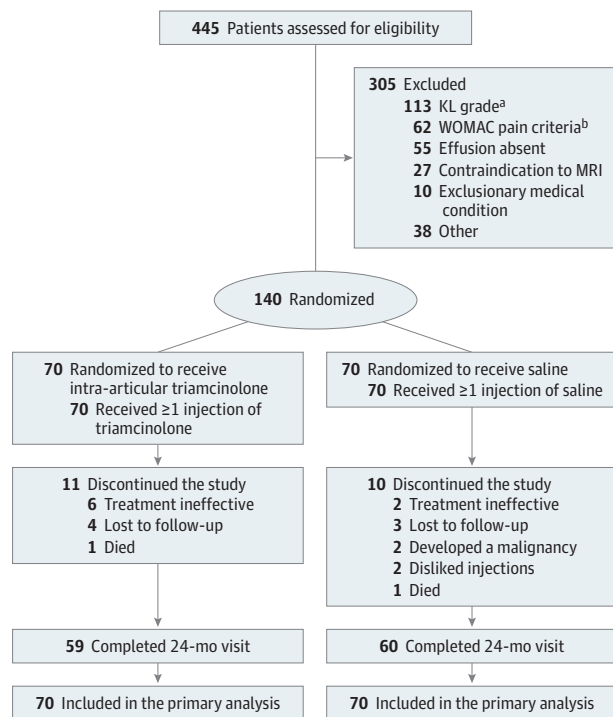 445 Patients assessed for eligibility
305 Excluded
113 KL gradeᵃ
62 WOMAC pain criteriaᵇ
55 Effusion absent
27 Contraindication to MRI
10 Exclusionary medical
condition
38 Other
140 Randomized
70 Randomized to receive
intra-articular triamcinolone
70 Received ≥1 injection of
triamcinolone
70 Randomized to receive saline
70 Received ≥1 injection of saline
11 Discontinued the study
6 Treatment ineffective
4 Lost to follow-up
1 Died
10 Discontinued the study
2 Treatment ineffective
3 Lost to follow-up
2 Developed a malignancy
2 Disliked injections
1 Died
59 Completed 24-mo visit
60 Completed 24-mo visit
70 Included in the primary analysis
70 Included in the primary analysis